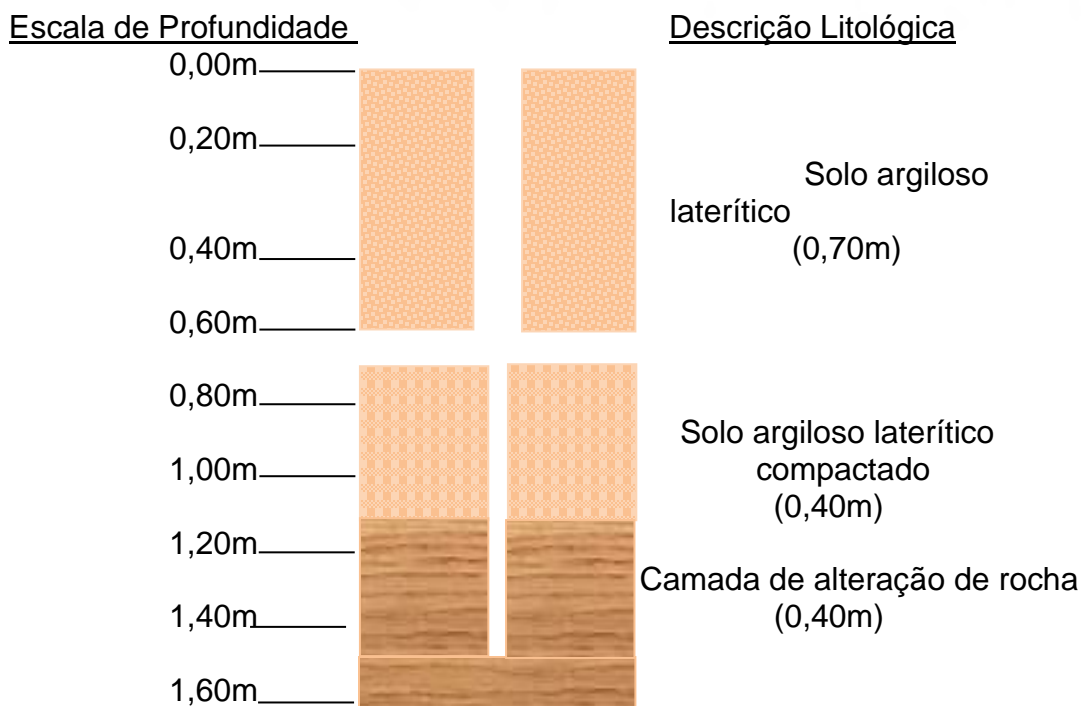 Escala de Profundidade
Descrição Litológica
0,00m
0,20m
Solo argiloso
laterítico
0,40m
(0,70m)
0,60m
0,80m
Solo argiloso laterítico
1,00m
compactado
(0,40m)
1,20m
Camada de alteração de rocha
1,40m
(0,40m)
1,60m